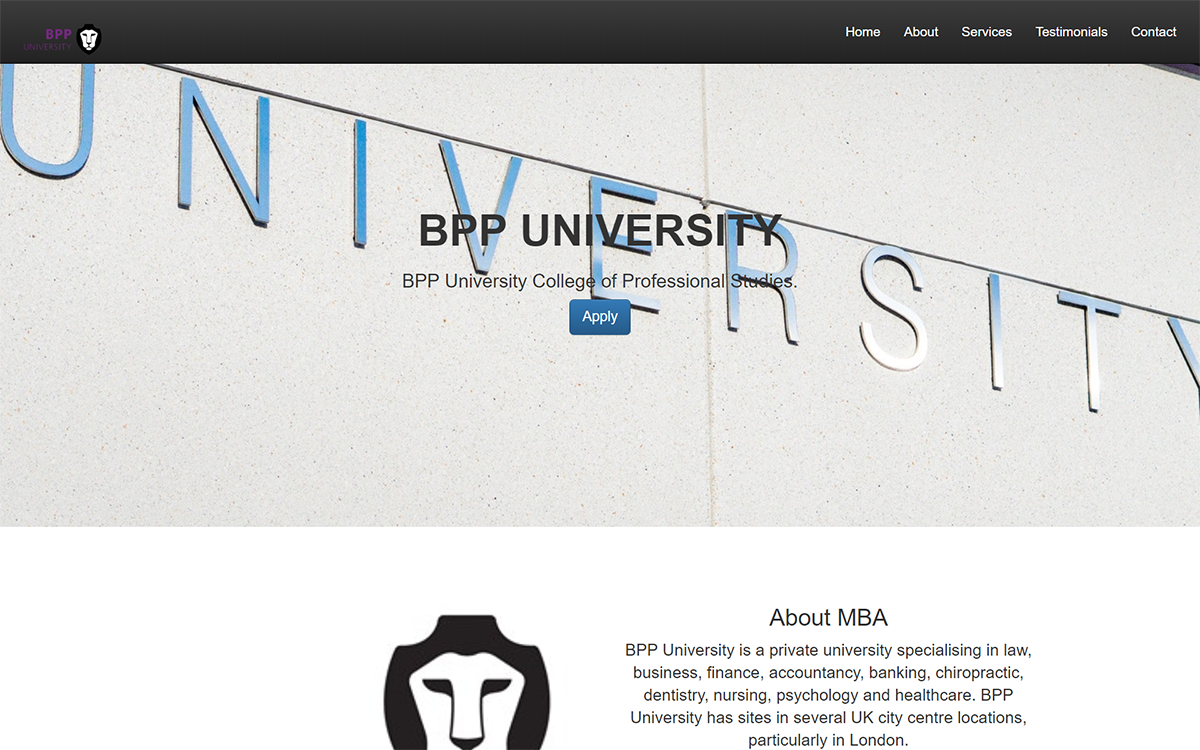 BPP
UNIVERSITY
Home About Services Testimonials Contact
UNIVERSITY
BPP UNIVERSITY
BPP University College of Professional Studies.
Apply
About MBA
BPP University is a private university specialising in law,
business, finance, accountancy, banking, chiropractic,
dentistry, nursing, psychology and healthcare. BPP
University has sites in several UK city centre locations,
particularly in London.